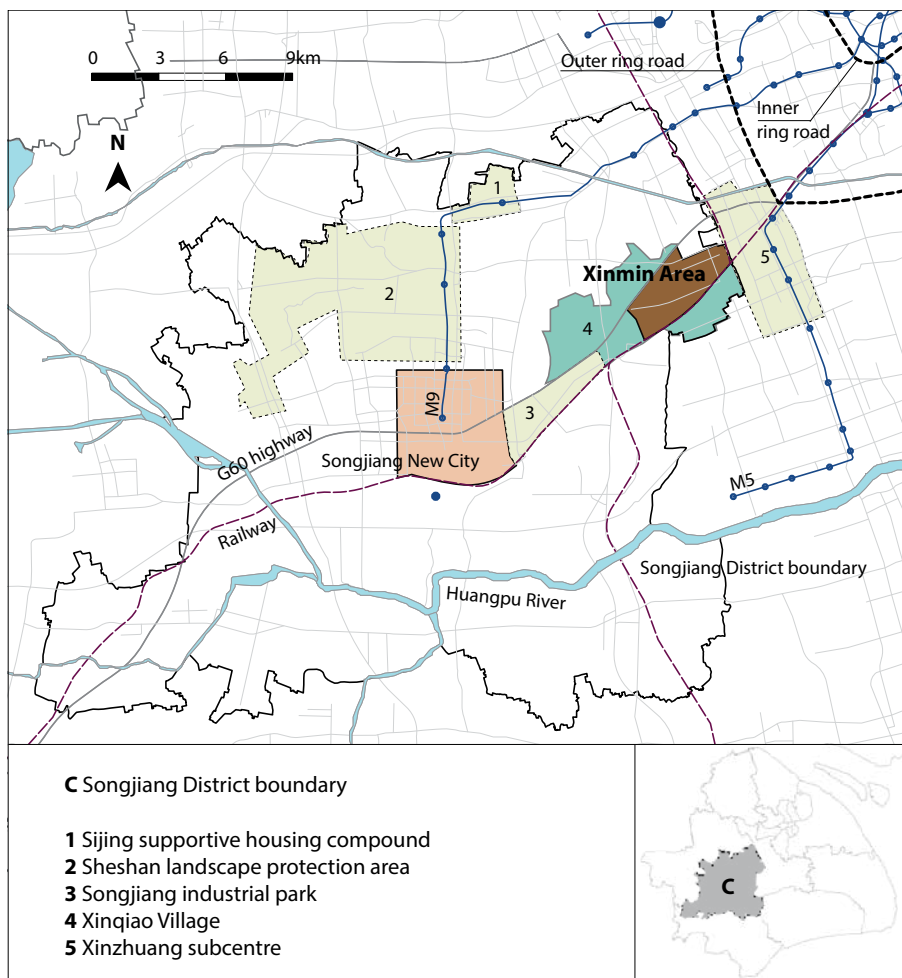 0 3 6 9km
Outer ring road
Inner
ring road
N
1
2
Xinmin Area
5
4
3
M9
G60 highway
Songjiang New City
M5
Railway
Songjiang District boundary
Huangpu River
C Songjiang District boundary
1 Sijing supportive housing compound
2 Sheshan landscape protection area
3 Songjiang industrial park
4 Xinqiao Village
5 Xinzhuang subcentre
C